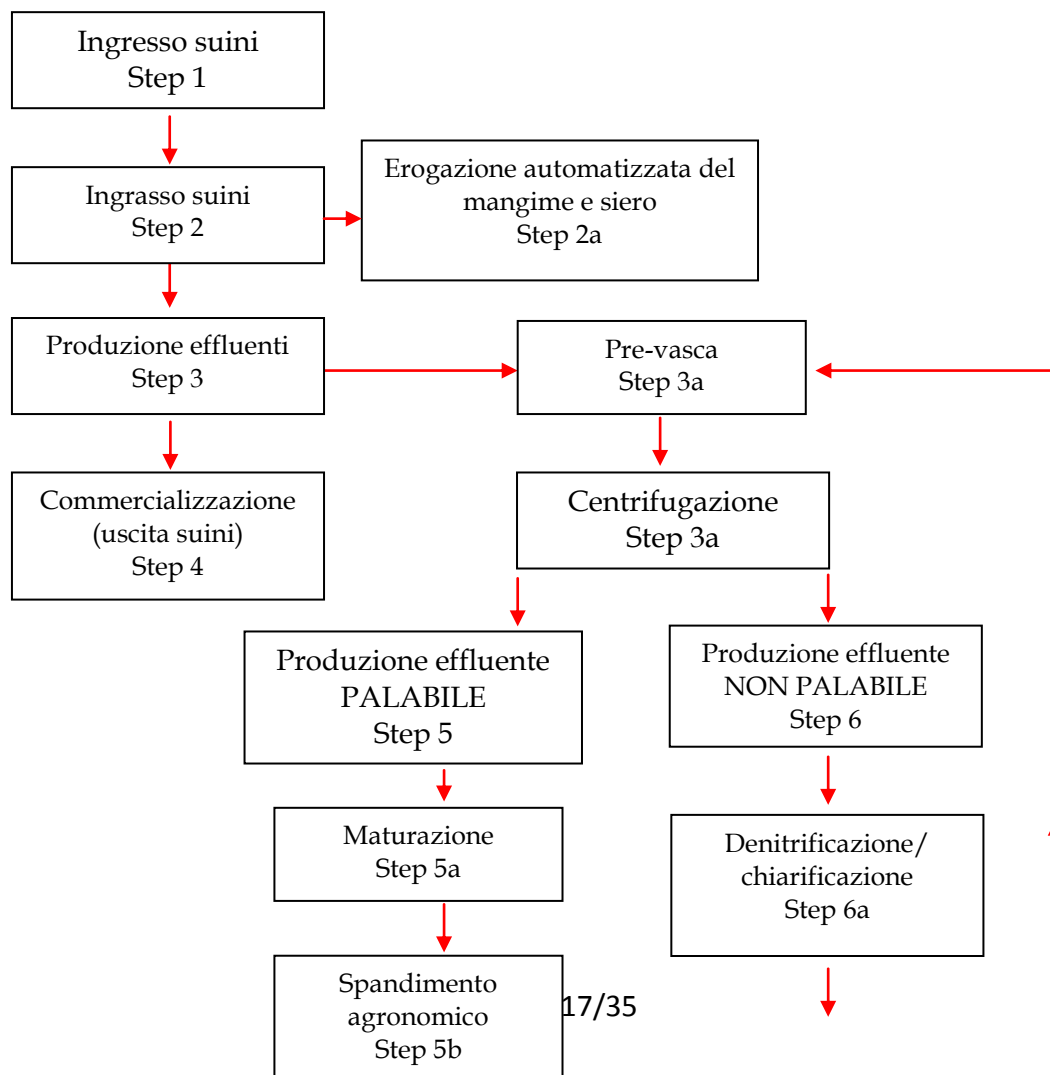 Ingresso suini
Step 1
Ingrasso suini
Step 2
Erogazione automatizzata del
mangime e siero
Step 2a
Produzione effluenti
Step 3
Pre-vasca
Step 3a
Commercializzazione
(uscita suini)
Step 4
Centrifugazione
Step 3a
Produzione effluente
PALABILE
Step 5
Produzione effluente
NON PALABILE
Step 6
Maturazione
Step 5a
Denitrificazione/
chiarificazione
Step 6a
Spandimento
agronomico
Step 5b
17/35